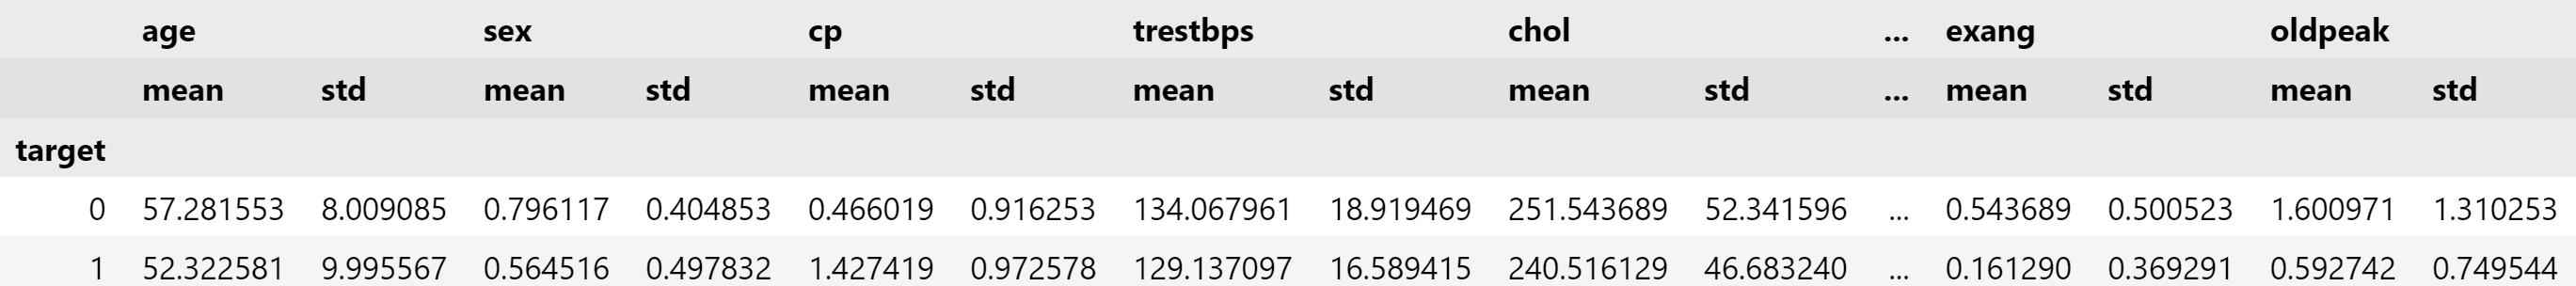 age sex cp trestbps chol ... exang oldpeak
mean std mean std mean std mean std mean std ... mean std mean std
target
0 57.281553 8.009085 0.796117 0.404853 0.466019 0.916253 134.067961 18.919469 251.543689 52.341596 ... 0.543689 0.500523 1.600971 1.310253
1 52.322581 9.995567 0.564516 0.497832 1.427419 0.972578 129.137097 16.589415 240.516129 46.683240 ... 0.161290 0.369291 0.592742 0.749544